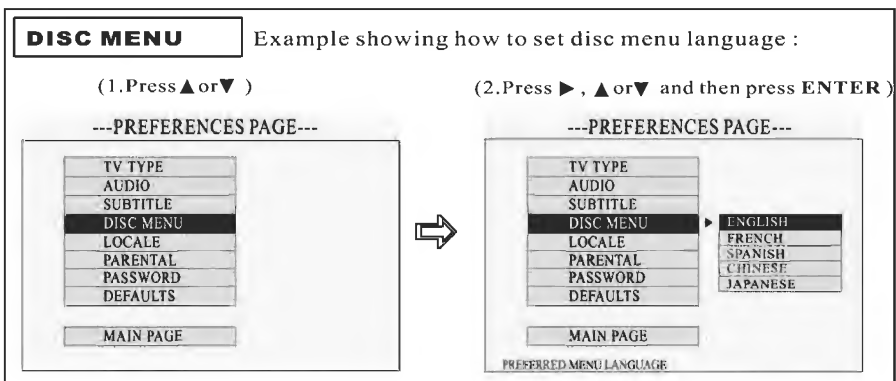 DISC MENU Example showing how to set disc menu language :
(1.Press▲or▼ )
---PREFERENCES PAGE---
TV TYPE
AUDIO
SUBTITLE
DISC MENU
LOCALE
PARENTAL
PASSWORD
DEFAULTS
MAIN PAGE
(2.Press ▶ , ▲or▼ and then press ENTER )
---PREFERENCES PAGE---
TV TYPE
AUDIO
SUBTITLE
DISC MENU ▶ ENGLISH
LOCALE FRENCH
PARENTAL SPANISH
PASSWORD CHINESE
DEFAULTS JAPANESE
MAIN PAGE
PREFERRED MENU LANGUAGE